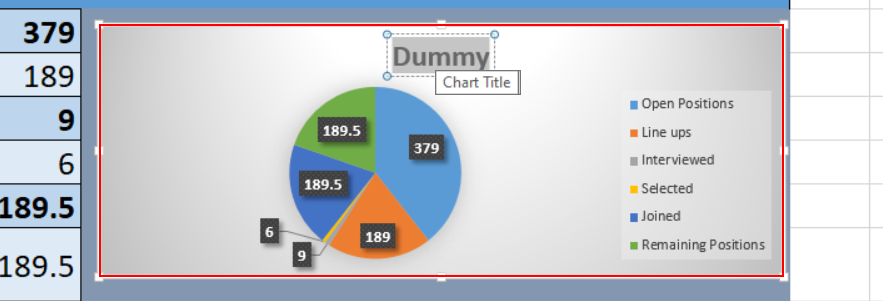 379
189
9
6
189.5
189.5
Dummy
Chart Title
189.5
379
189.5
6
9
189
Open Positions
Line ups
Interviewed
Selected
Joined
Remaining Positions